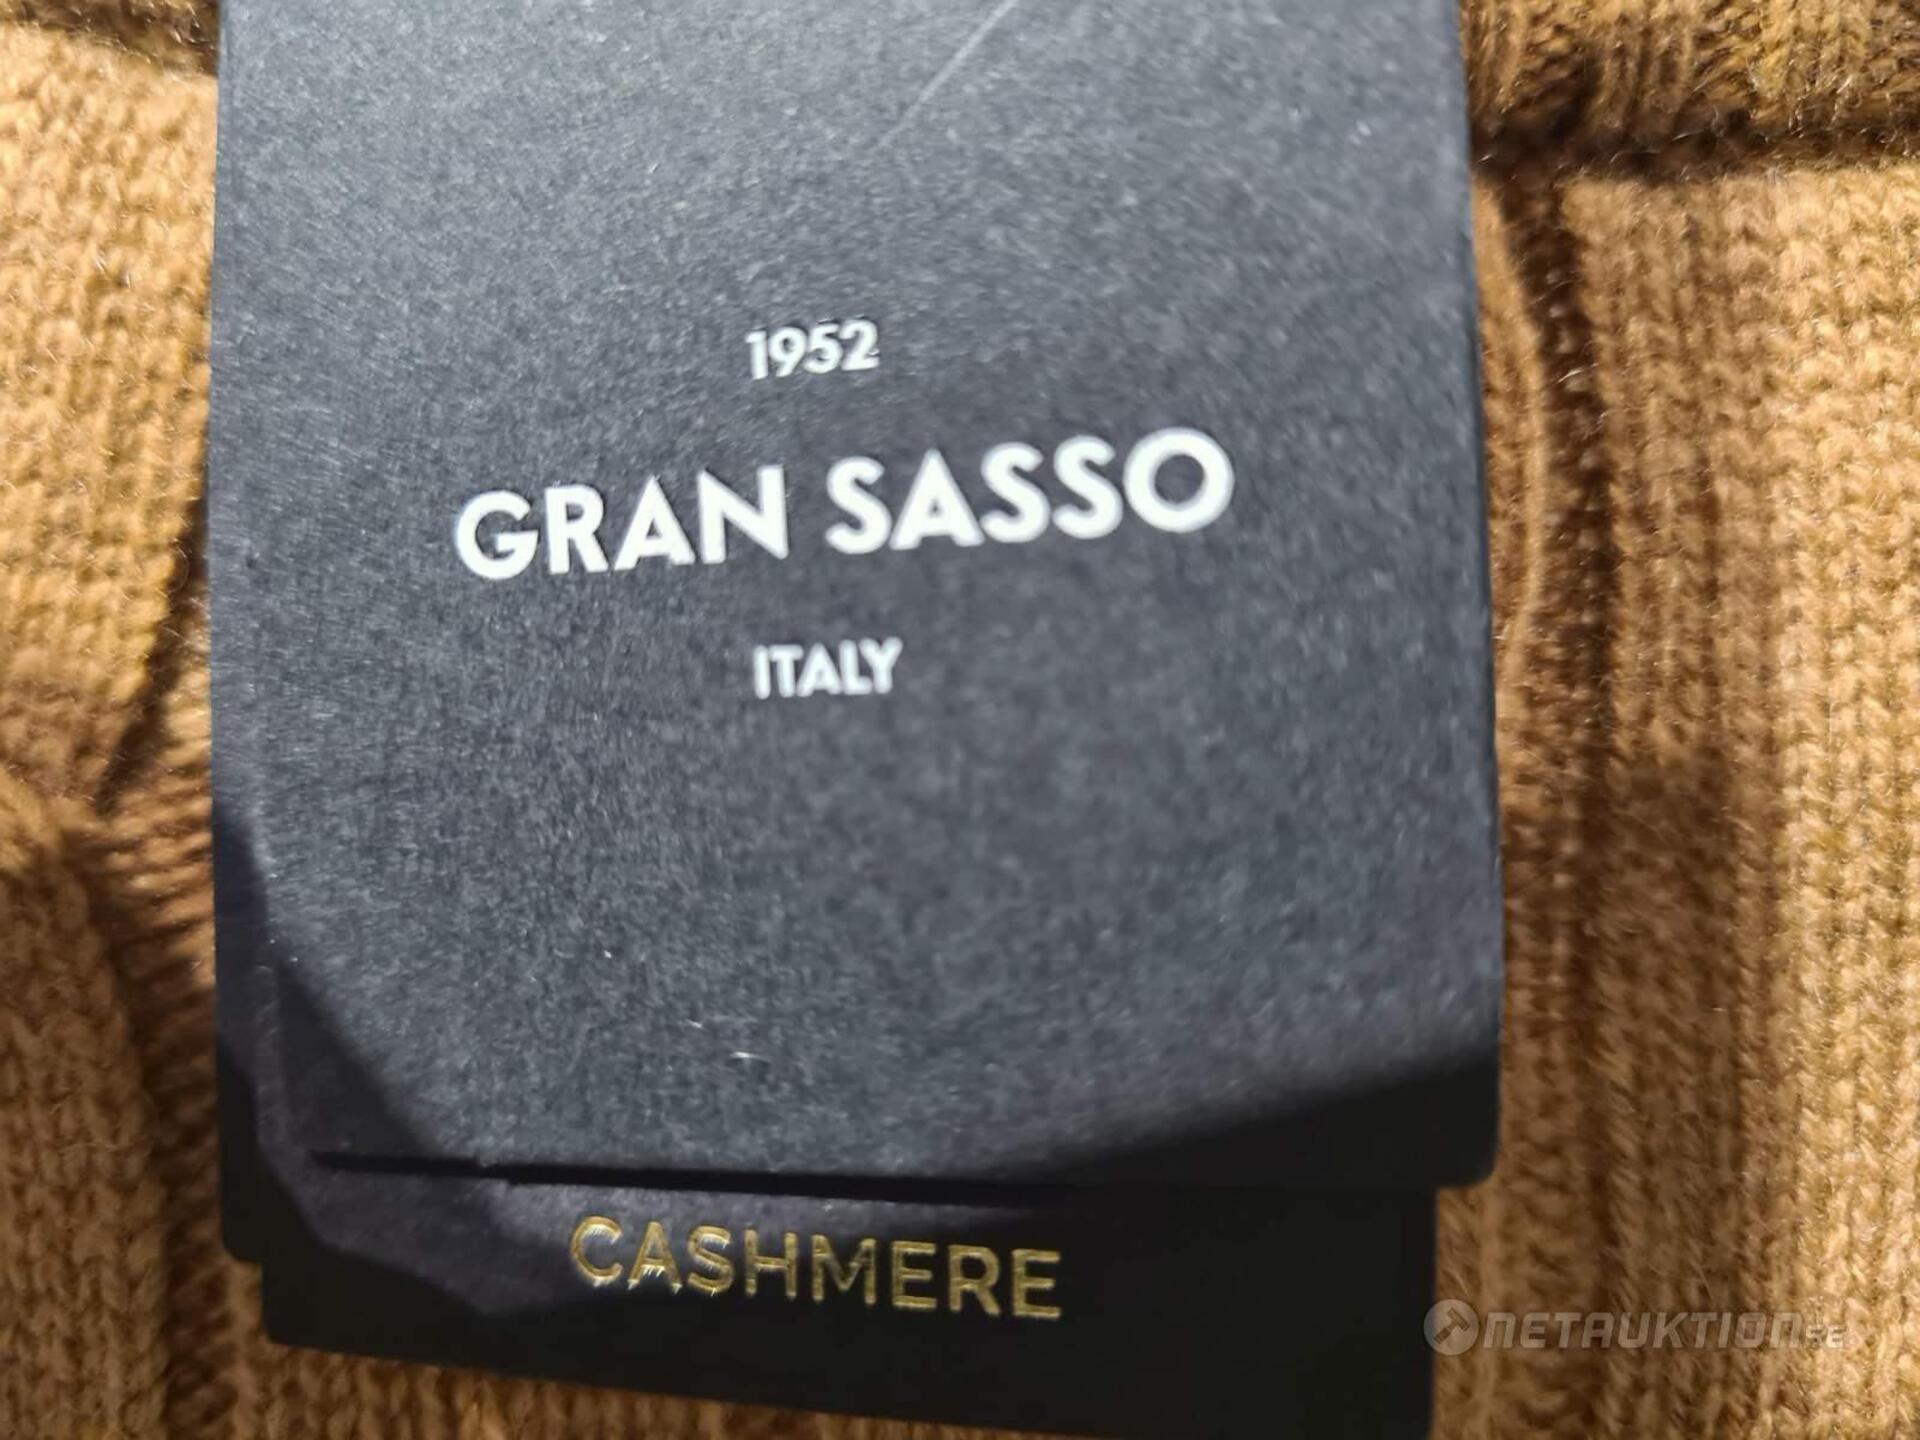 1952
GRAN SASSO
ITALY
CASHMERE
NETAUKTION.SE